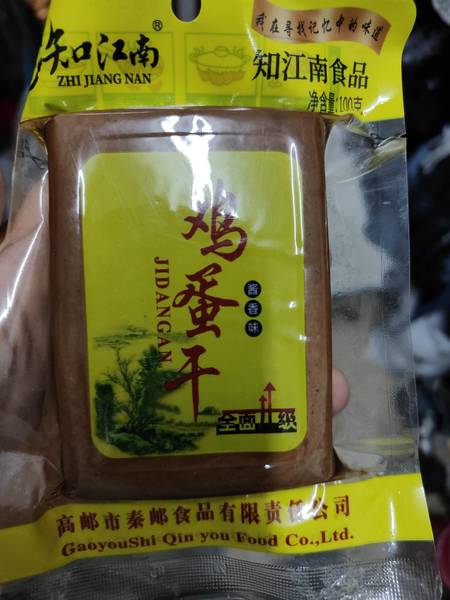 知江南®
ZHI JIANG NAN
我在寻找记忆中的味道
知江南食品
净含量:100克
鸡蛋干
JIDANGAN
酱香味
全面升级
高邮市秦邮食品有限责任公司
GaoyouShi Qin you Food Co.,Ltd.